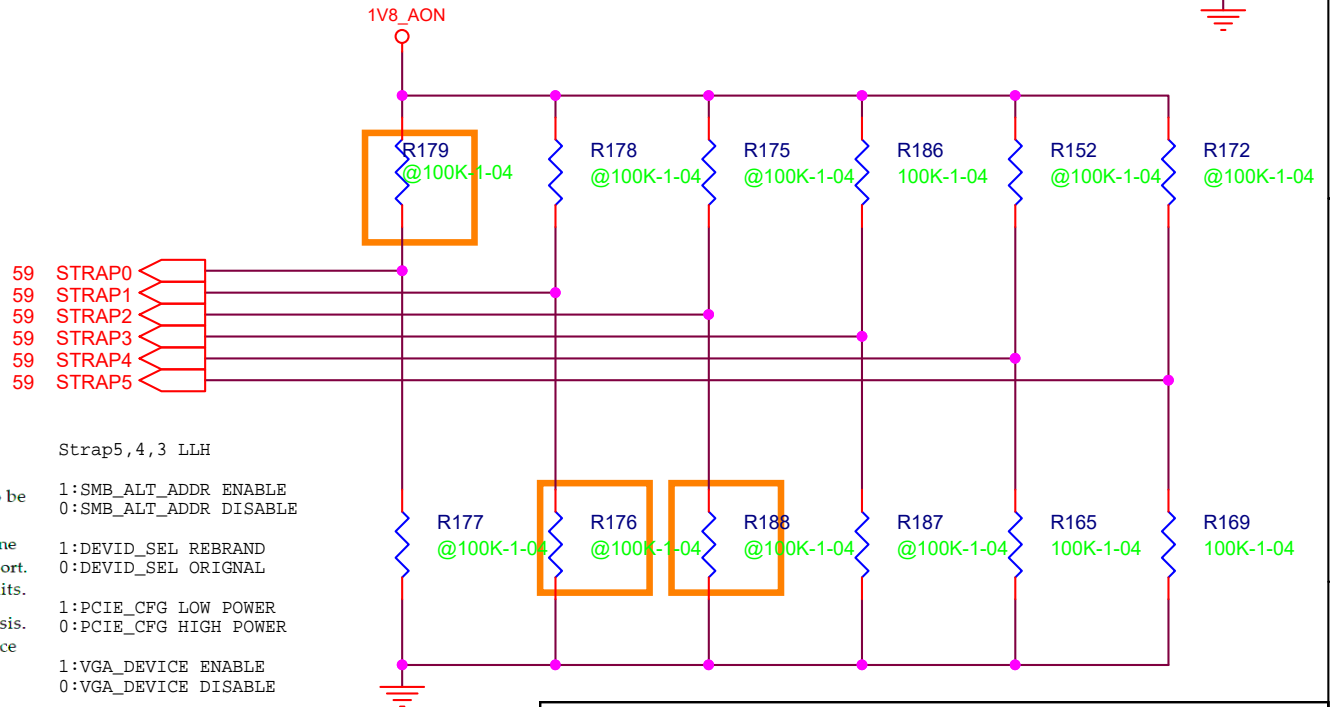 1V8_AON
R179
@100K-1-04
R178
@100K-1-04
R175
@100K-1-04
R186
100K-1-04
R152
@100K-1-04
R172
@100K-1-04
59 STRAP0
59 STRAP1
59 STRAP2
59 STRAP3
59 STRAP4
59 STRAP5
Strap5,4,3 LLH
be
1:SMB_ALT_ADDR ENABLE
0:SMB_ALT_ADDR DISABLE
1:DEVID_SEL REBRAND
0:DEVID_SEL ORIGNAL
1:PCIE_CFG LOW POWER
0:PCIE_CFG HIGH POWER
1:VGA_DEVICE ENABLE
0:VGA_DEVICE DISABLE
R177
@100K-1-04
R176
@100K-1-04
R188
@100K-1-04
R187
@100K-1-04
R165
100K-1-04
R169
100K-1-04